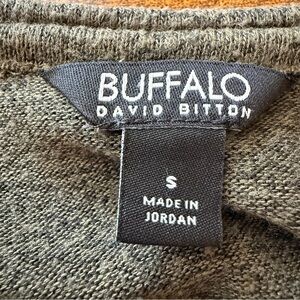 BUFFALO
DAVID BITTON
S
MADE IN
JORDAN